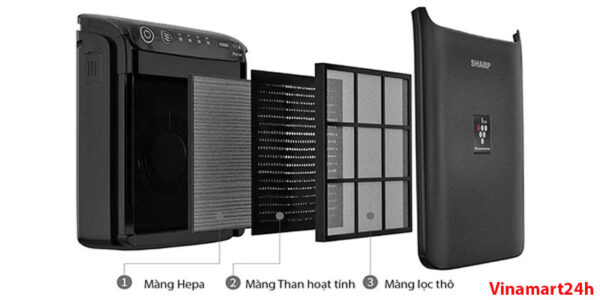 SHARP
1 Màng Hepa
2 Màng Than hoạt tính
3 Màng lọc thô
Vinamart24h